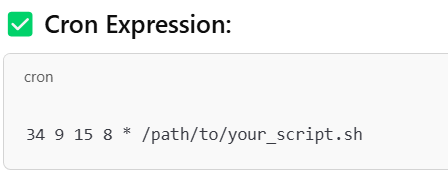 ✅ Cron Expression:
cron
34 9 15 8 * /path/to/your_script.sh